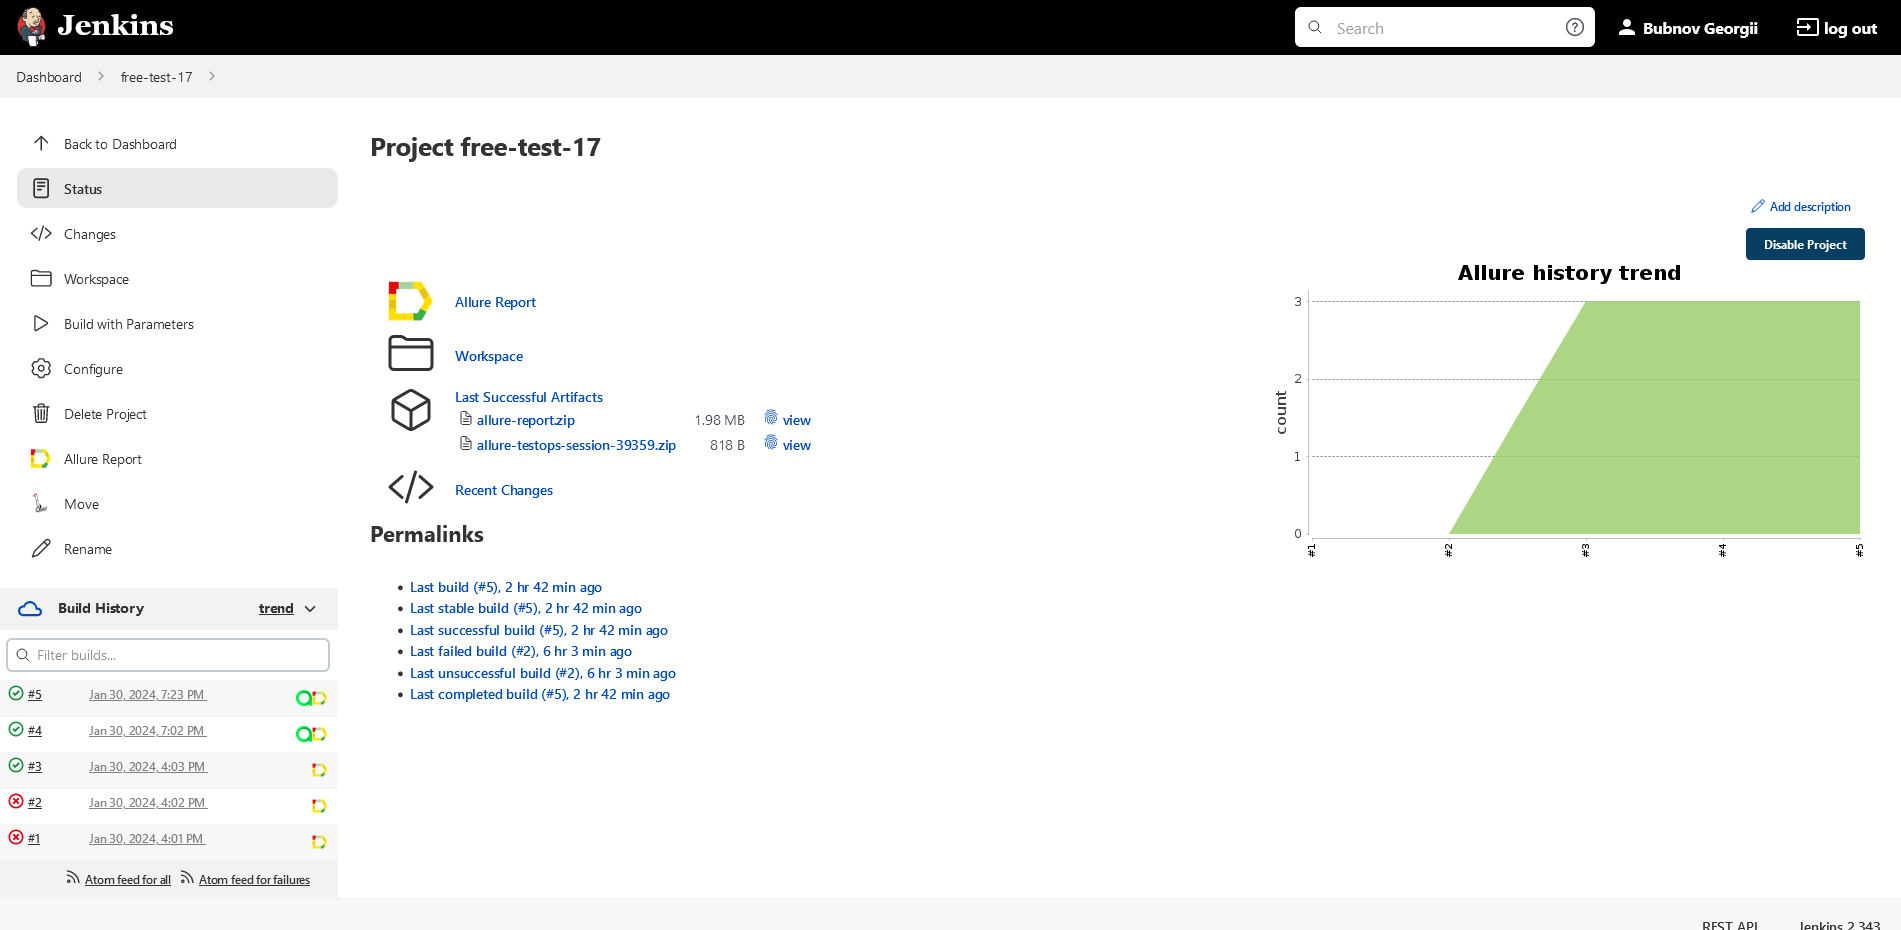 Jenkins
Search
Bubnov Georgii
log out
Dashboard
free-test-17
Back to Dashboard
Status
Changes
Workspace
Build with Parameters
Configure
Delete Project
Allure Report
Move
Rename
Build History
trend
Filter builds...
#5 Jan 30, 2024, 7:23 PM
#4 Jan 30, 2024, 7:02 PM
#3 Jan 30, 2024, 4:03 PM
#2 Jan 30, 2024, 4:02 PM
#1 Jan 30, 2024, 4:01 PM
Atom feed for all Atom feed for failures
Project free-test-17
Add description
Disable Project
Allure Report
Workspace
Last Successful Artifacts
allure-report.zip 1.98 MB view
allure-testops-session-39359.zip 818 B view
Recent Changes
Permalinks
Last build (#5), 2 hr 42 min ago
Last stable build (#5), 2 hr 42 min ago
Last successful build (#5), 2 hr 42 min ago
Last failed build (#2), 6 hr 3 min ago
Last unsuccessful build (#2), 6 hr 3 min ago
Last completed build (#5), 2 hr 42 min ago
Allure history trend
count
3
2
1
0
#1 #2 #3 #4 #5
REST API Jenkins 2.343